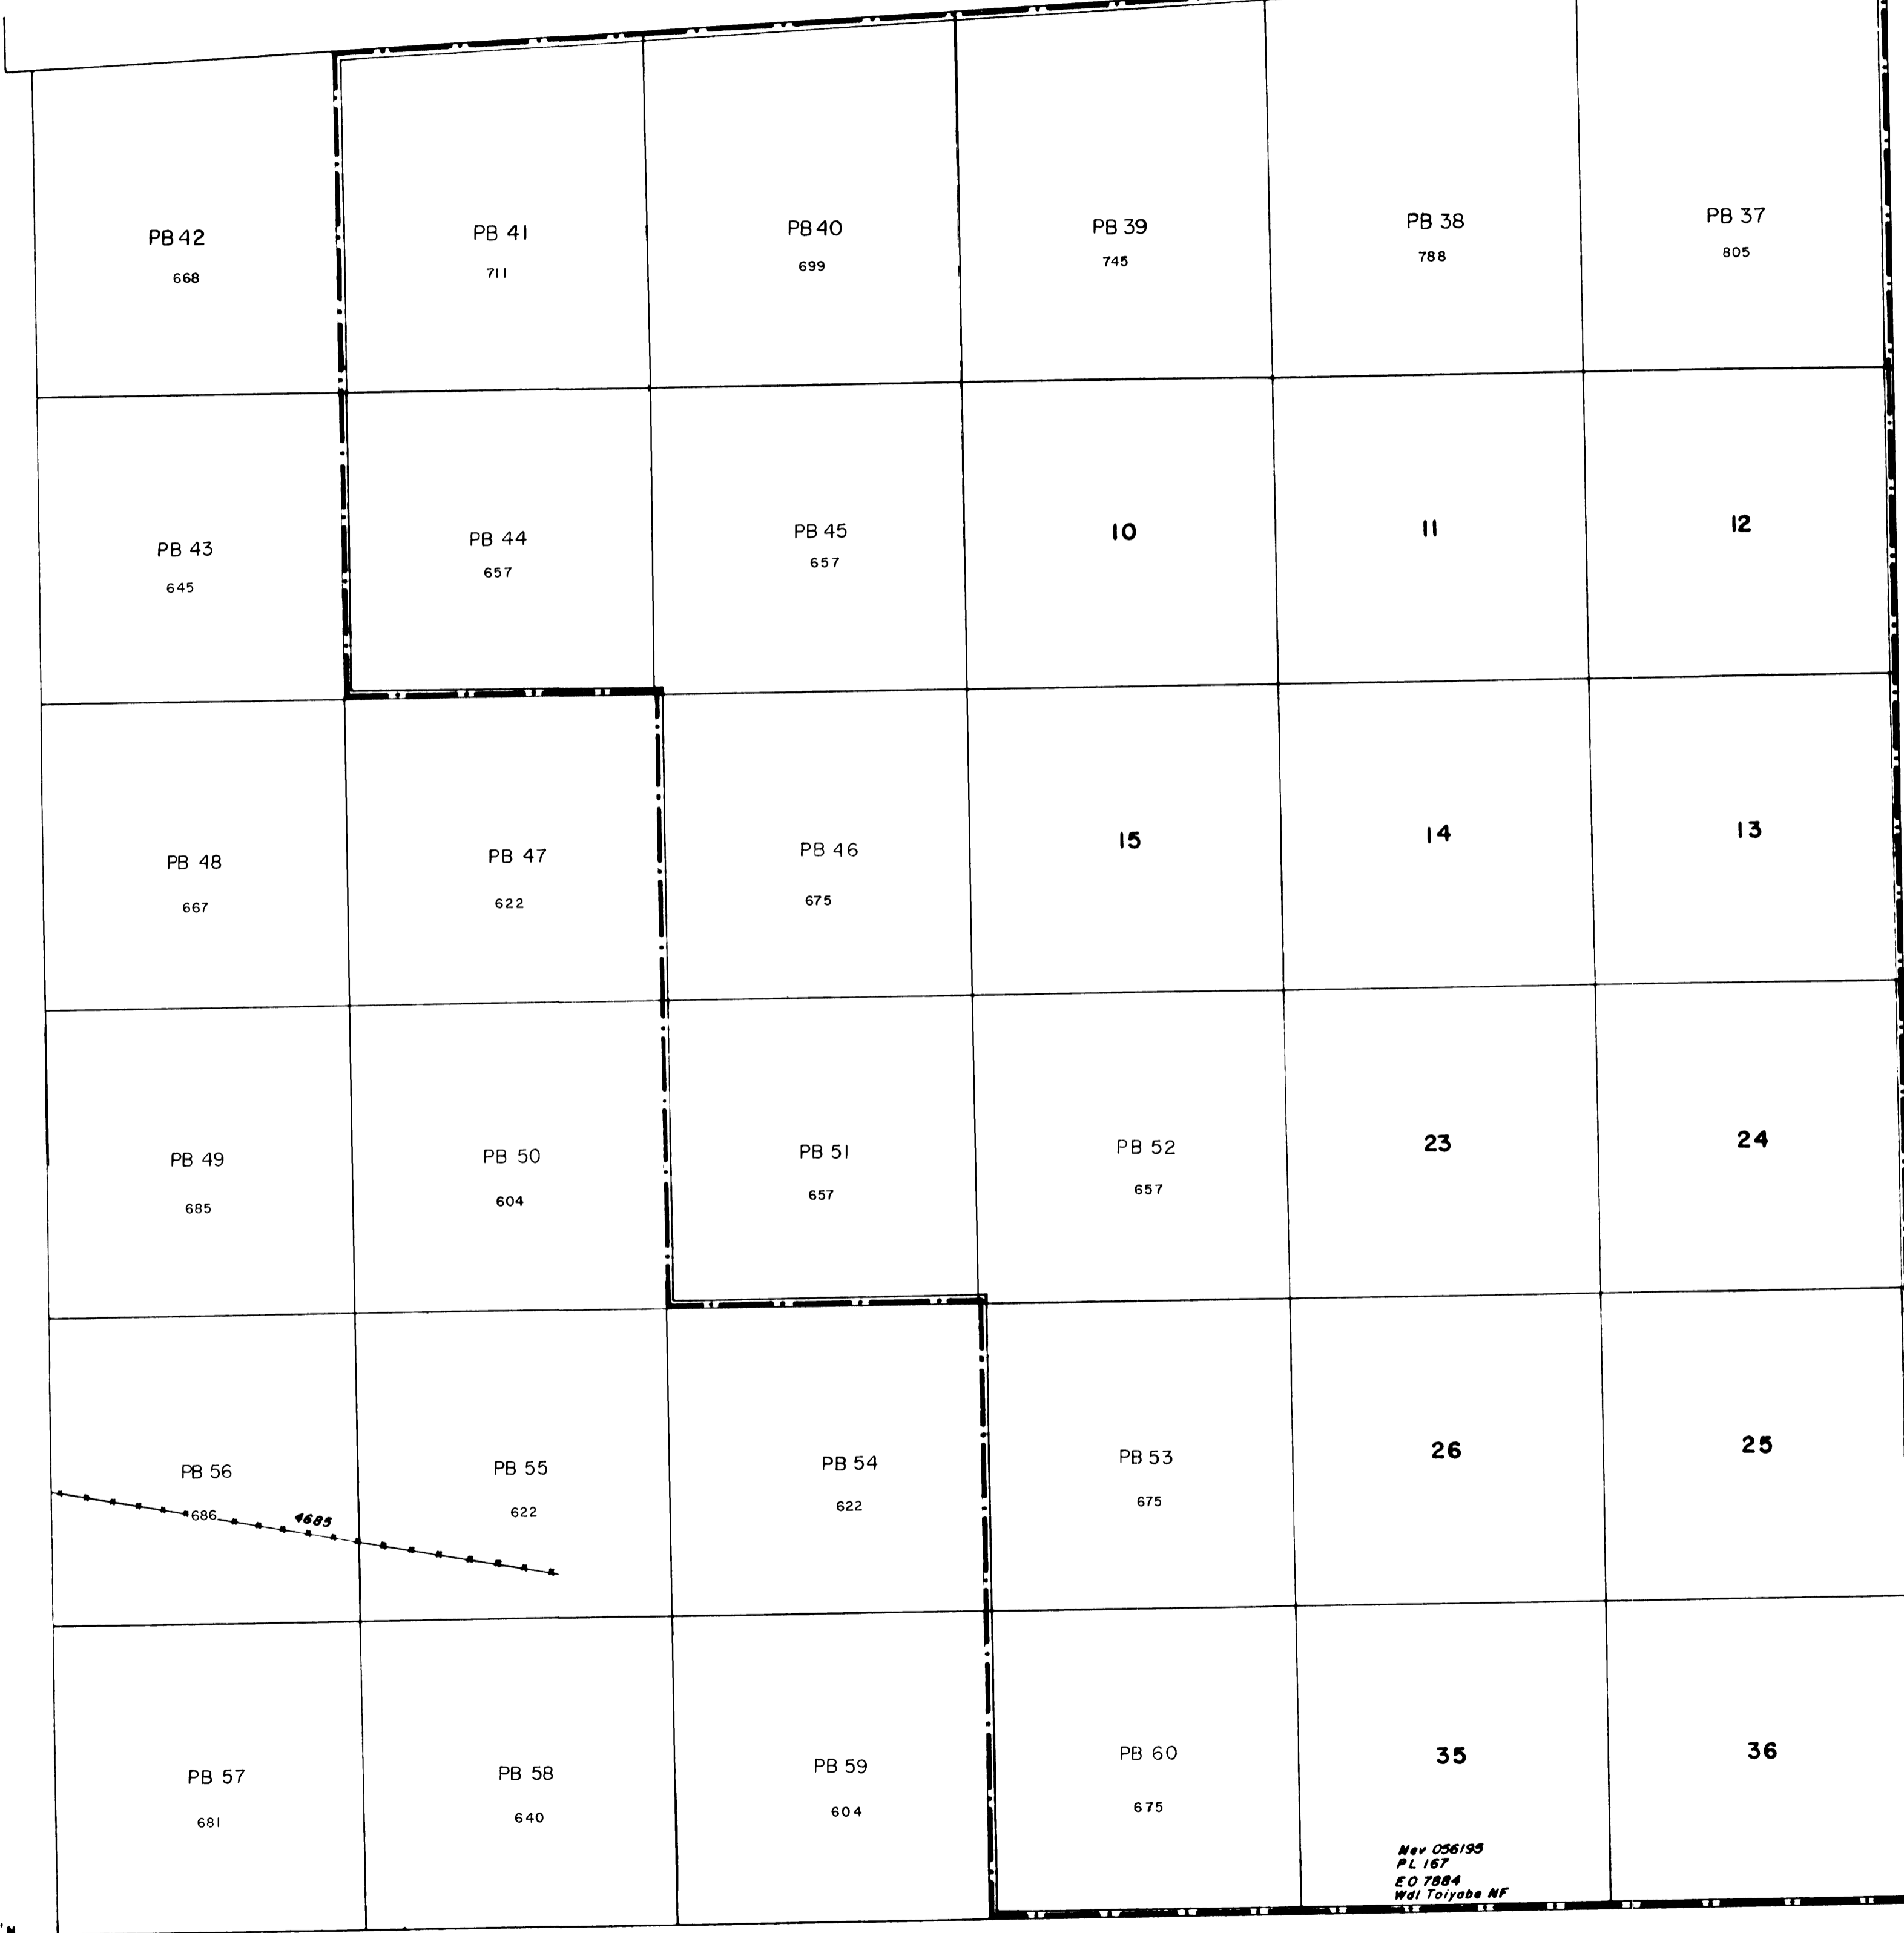 PB 42
668
PB 41
711
PB 40
699
PB 39
745
PB 38
788
PB 37
805
PB 43
645
PB 44
657
PB 45
657
10
11
12
PB 48
667
PB 47
622
PB 46
675
15
14
13
PB 49
685
PB 50
604
PB 51
657
PB 52
657
23
24
PB 56
686
4685
PB 55
622
PB 54
622
PB 53
675
26
25
PB 57
681
PB 58
640
PB 59
604
PB 60
675
35
36
Nev 056195
PL 167
EO 7884
Wdl Toiyabe NF